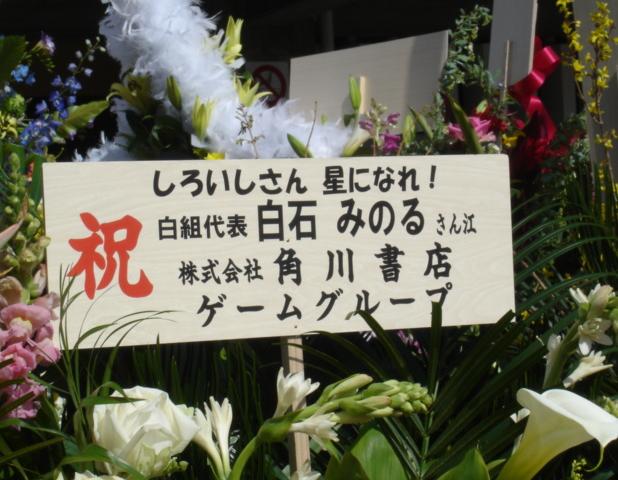 しろいしさん 星になれ！
祝
白組代表 白石 みのる さん江
株式会社 角川書店
ゲームグループ